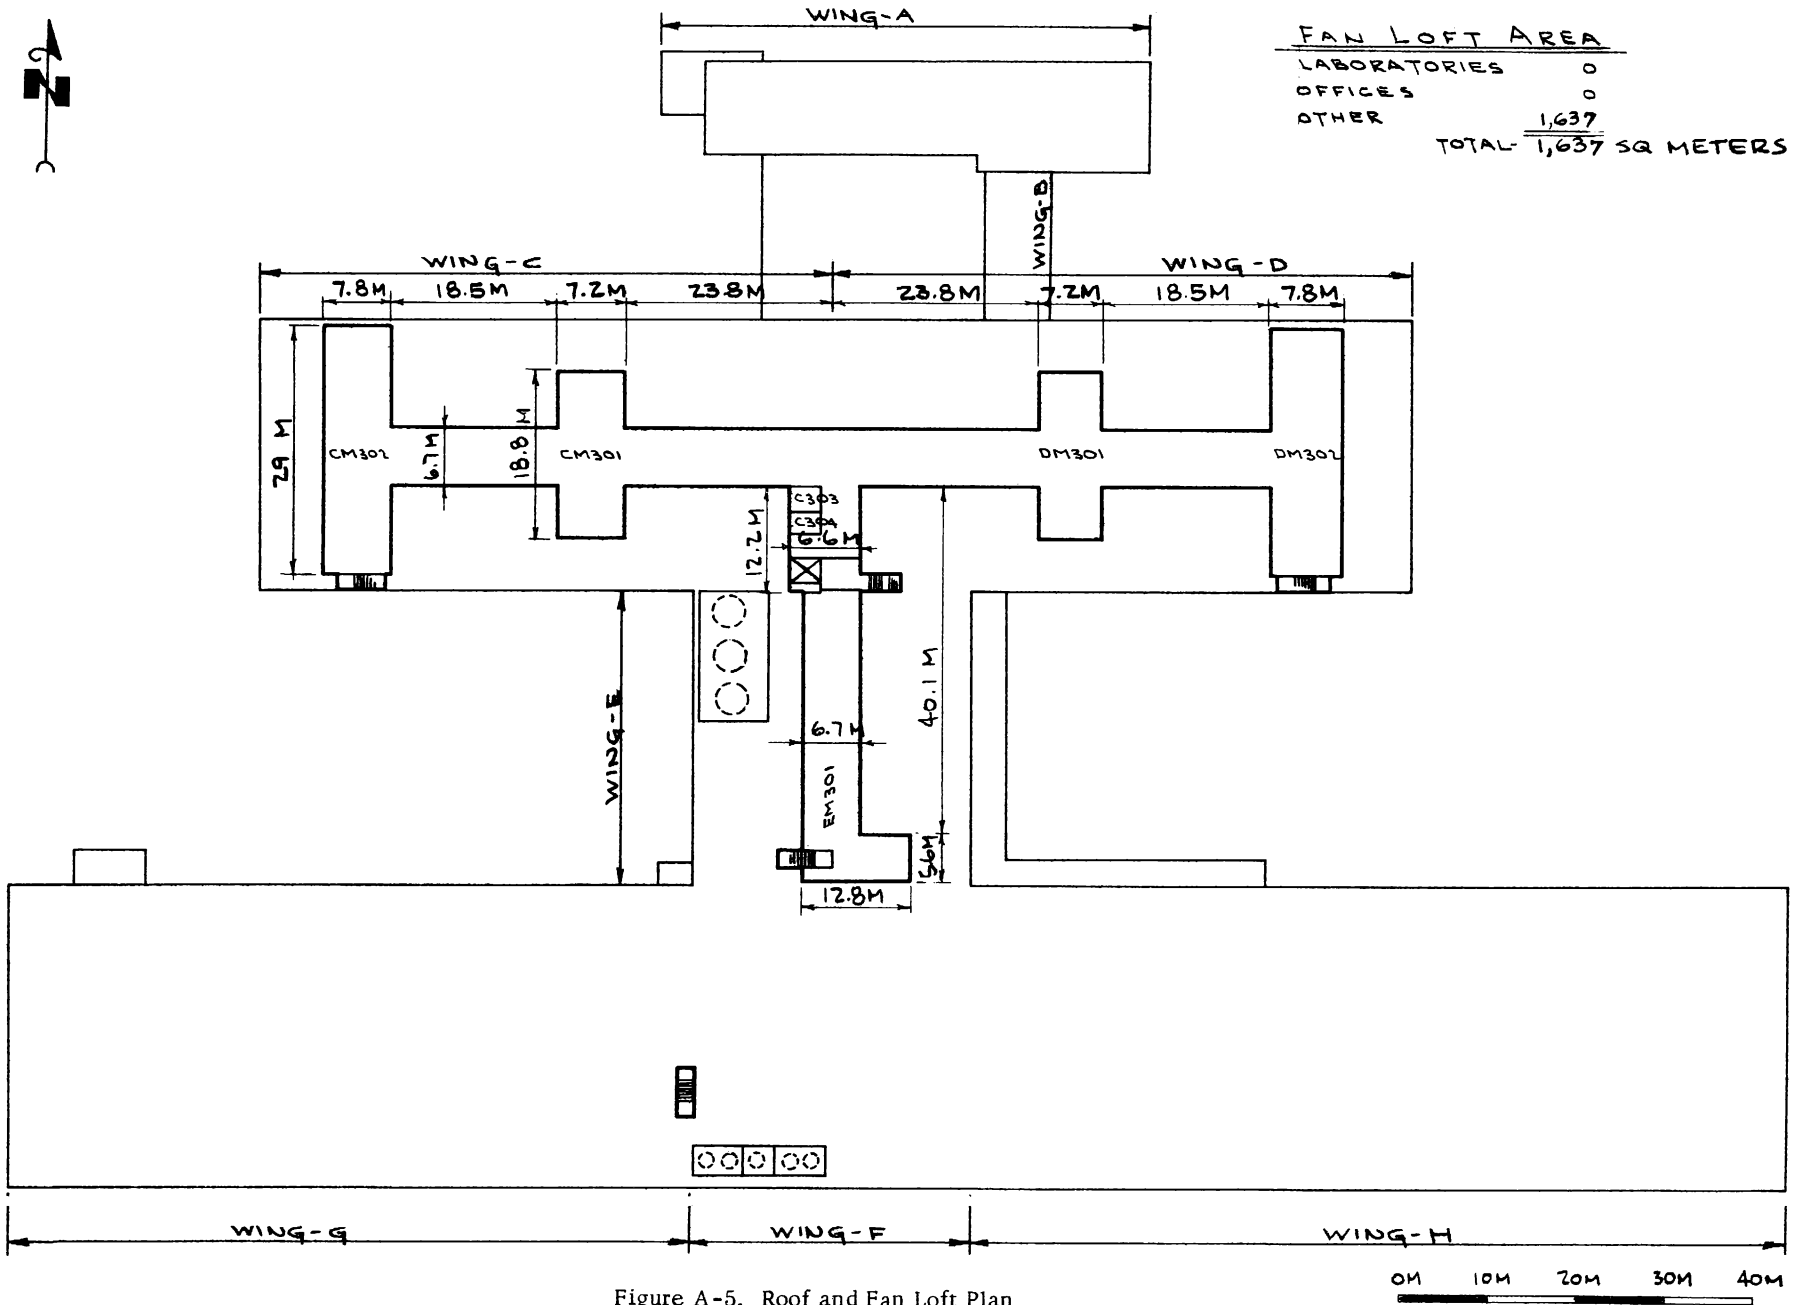 WING-A
FAN LOFT AREA
LABORATORIES 0
OFFICES 0
OTHER 1,637
TOTAL- 1,637 SQ METERS
N
WING-B
WING-C
WING-D
7.8M 18.5M 7.2M 23.8M 23.8M 7.2M 18.5M 7.8M
29 M
6.7M
18.8 M
CM302
CM301
DM301
DM302
C303
C304
6.6M
12.2M
40.1 M
WING-E
6.7M
EM301
5.6M
12.8M
WING-G
WING-F
WING-H
0M 10M 20M 30M 40M
Figure A-5. Roof and Fan Loft Plan